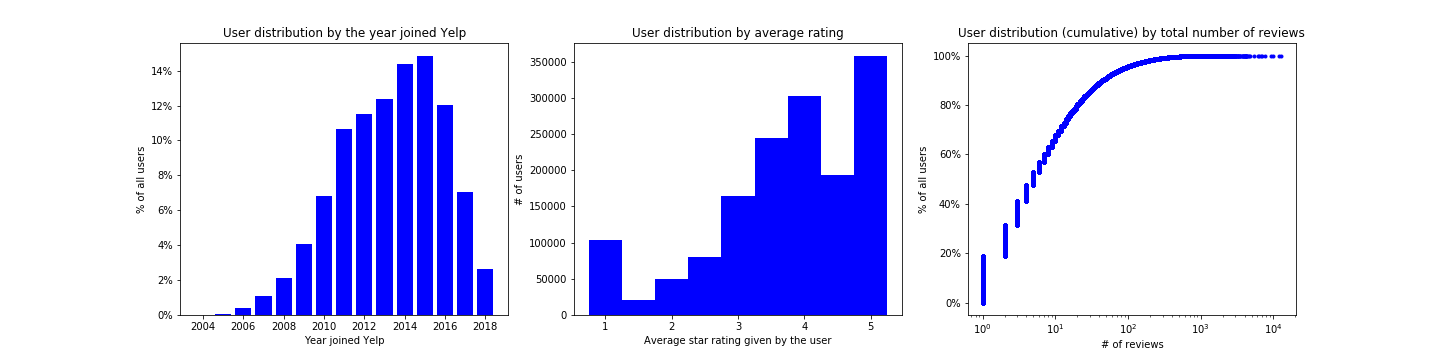 User distribution by the year joined Yelp
% of all users
14%
12%
10%
8%
6%
4%
2%
0%
2004 2006 2008 2010 2012 2014 2016 2018
Year joined Yelp
User distribution by average rating
# of users
350000
300000
250000
200000
150000
100000
50000
0
1 2 3 4 5
Average star rating given by the user
User distribution (cumulative) by total number of reviews
% of all users
100%
80%
60%
40%
20%
0%
10⁰ 10¹ 10² 10³ 10⁴
# of reviews